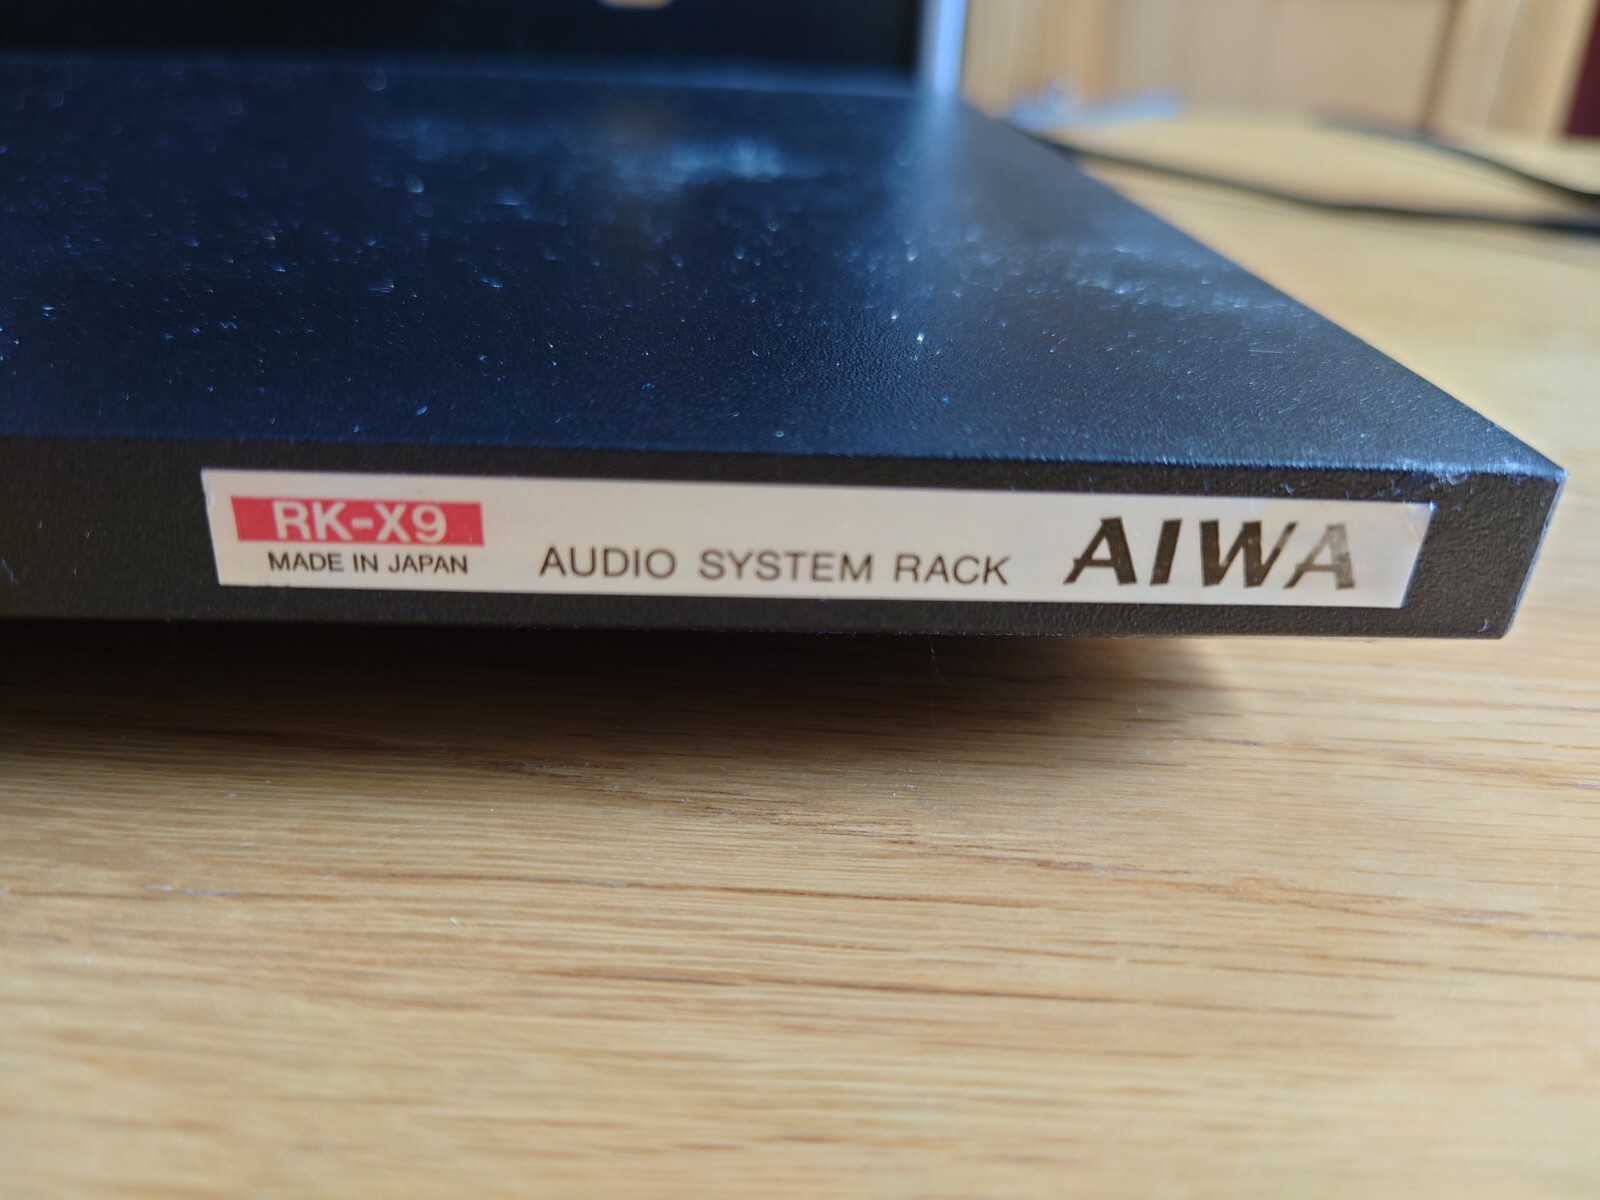 RK-X9
MADE IN JAPAN
AUDIO SYSTEM RACK
AIWA